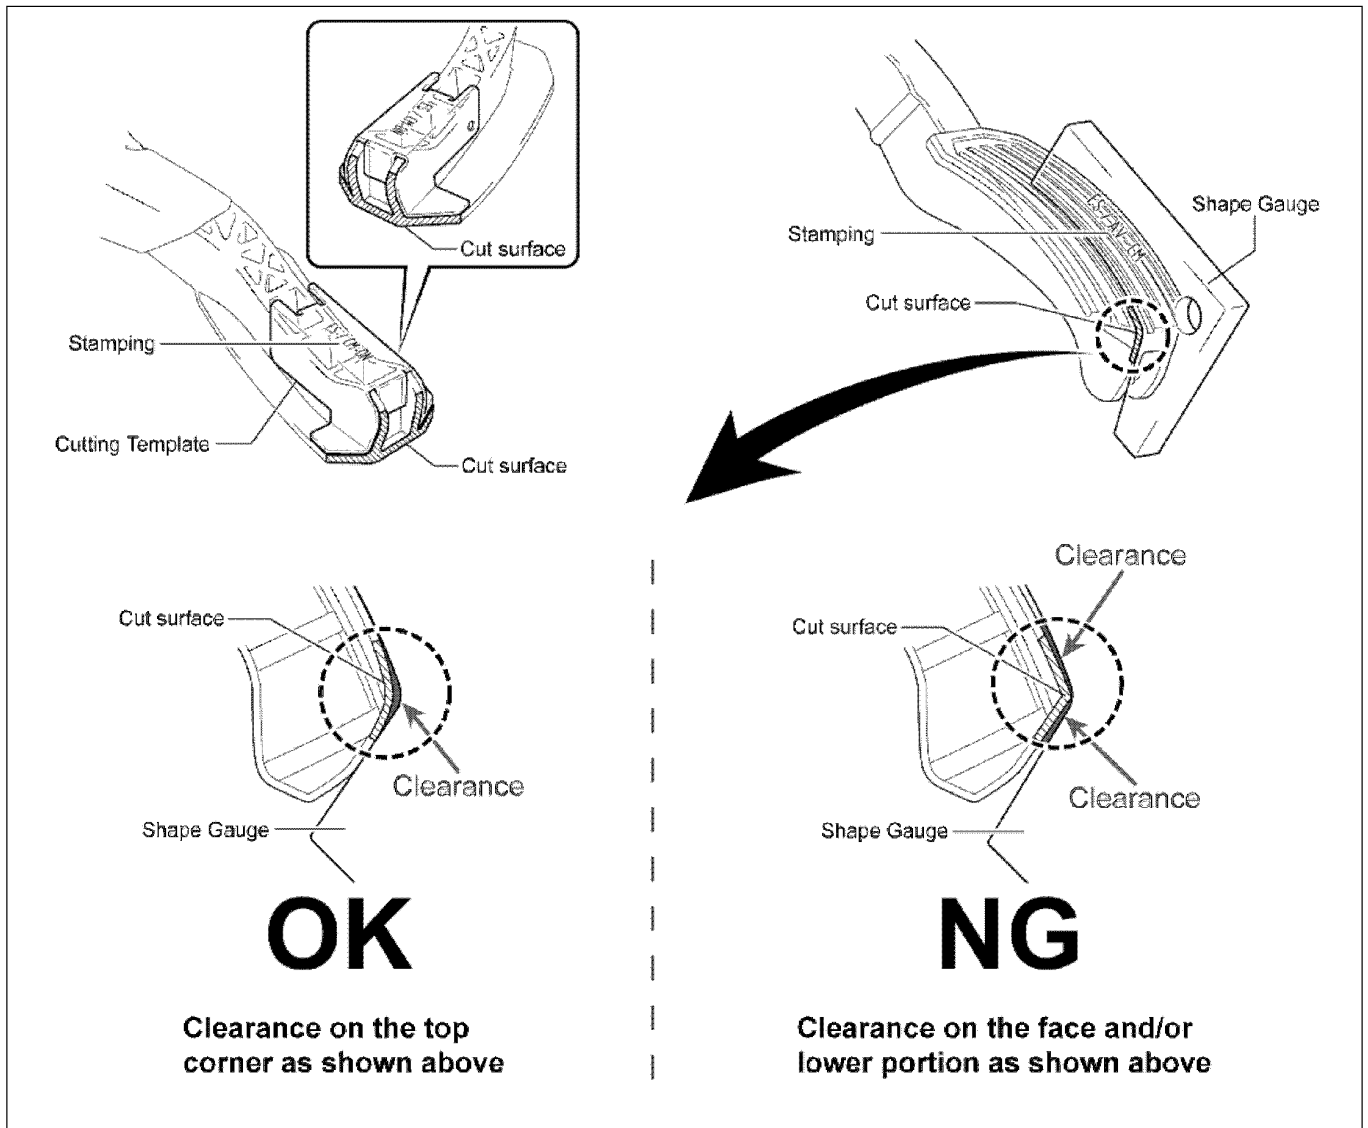 Cut surface
Stamping
Cutting Template
Cut surface
Shape Gauge
Stamping
Cut surface
Cut surface
Clearance
Shape Gauge
OK
Clearance on the top
corner as shown above
Clearance
Cut surface
Clearance
Shape Gauge
NG
Clearance on the face and/or
lower portion as shown above